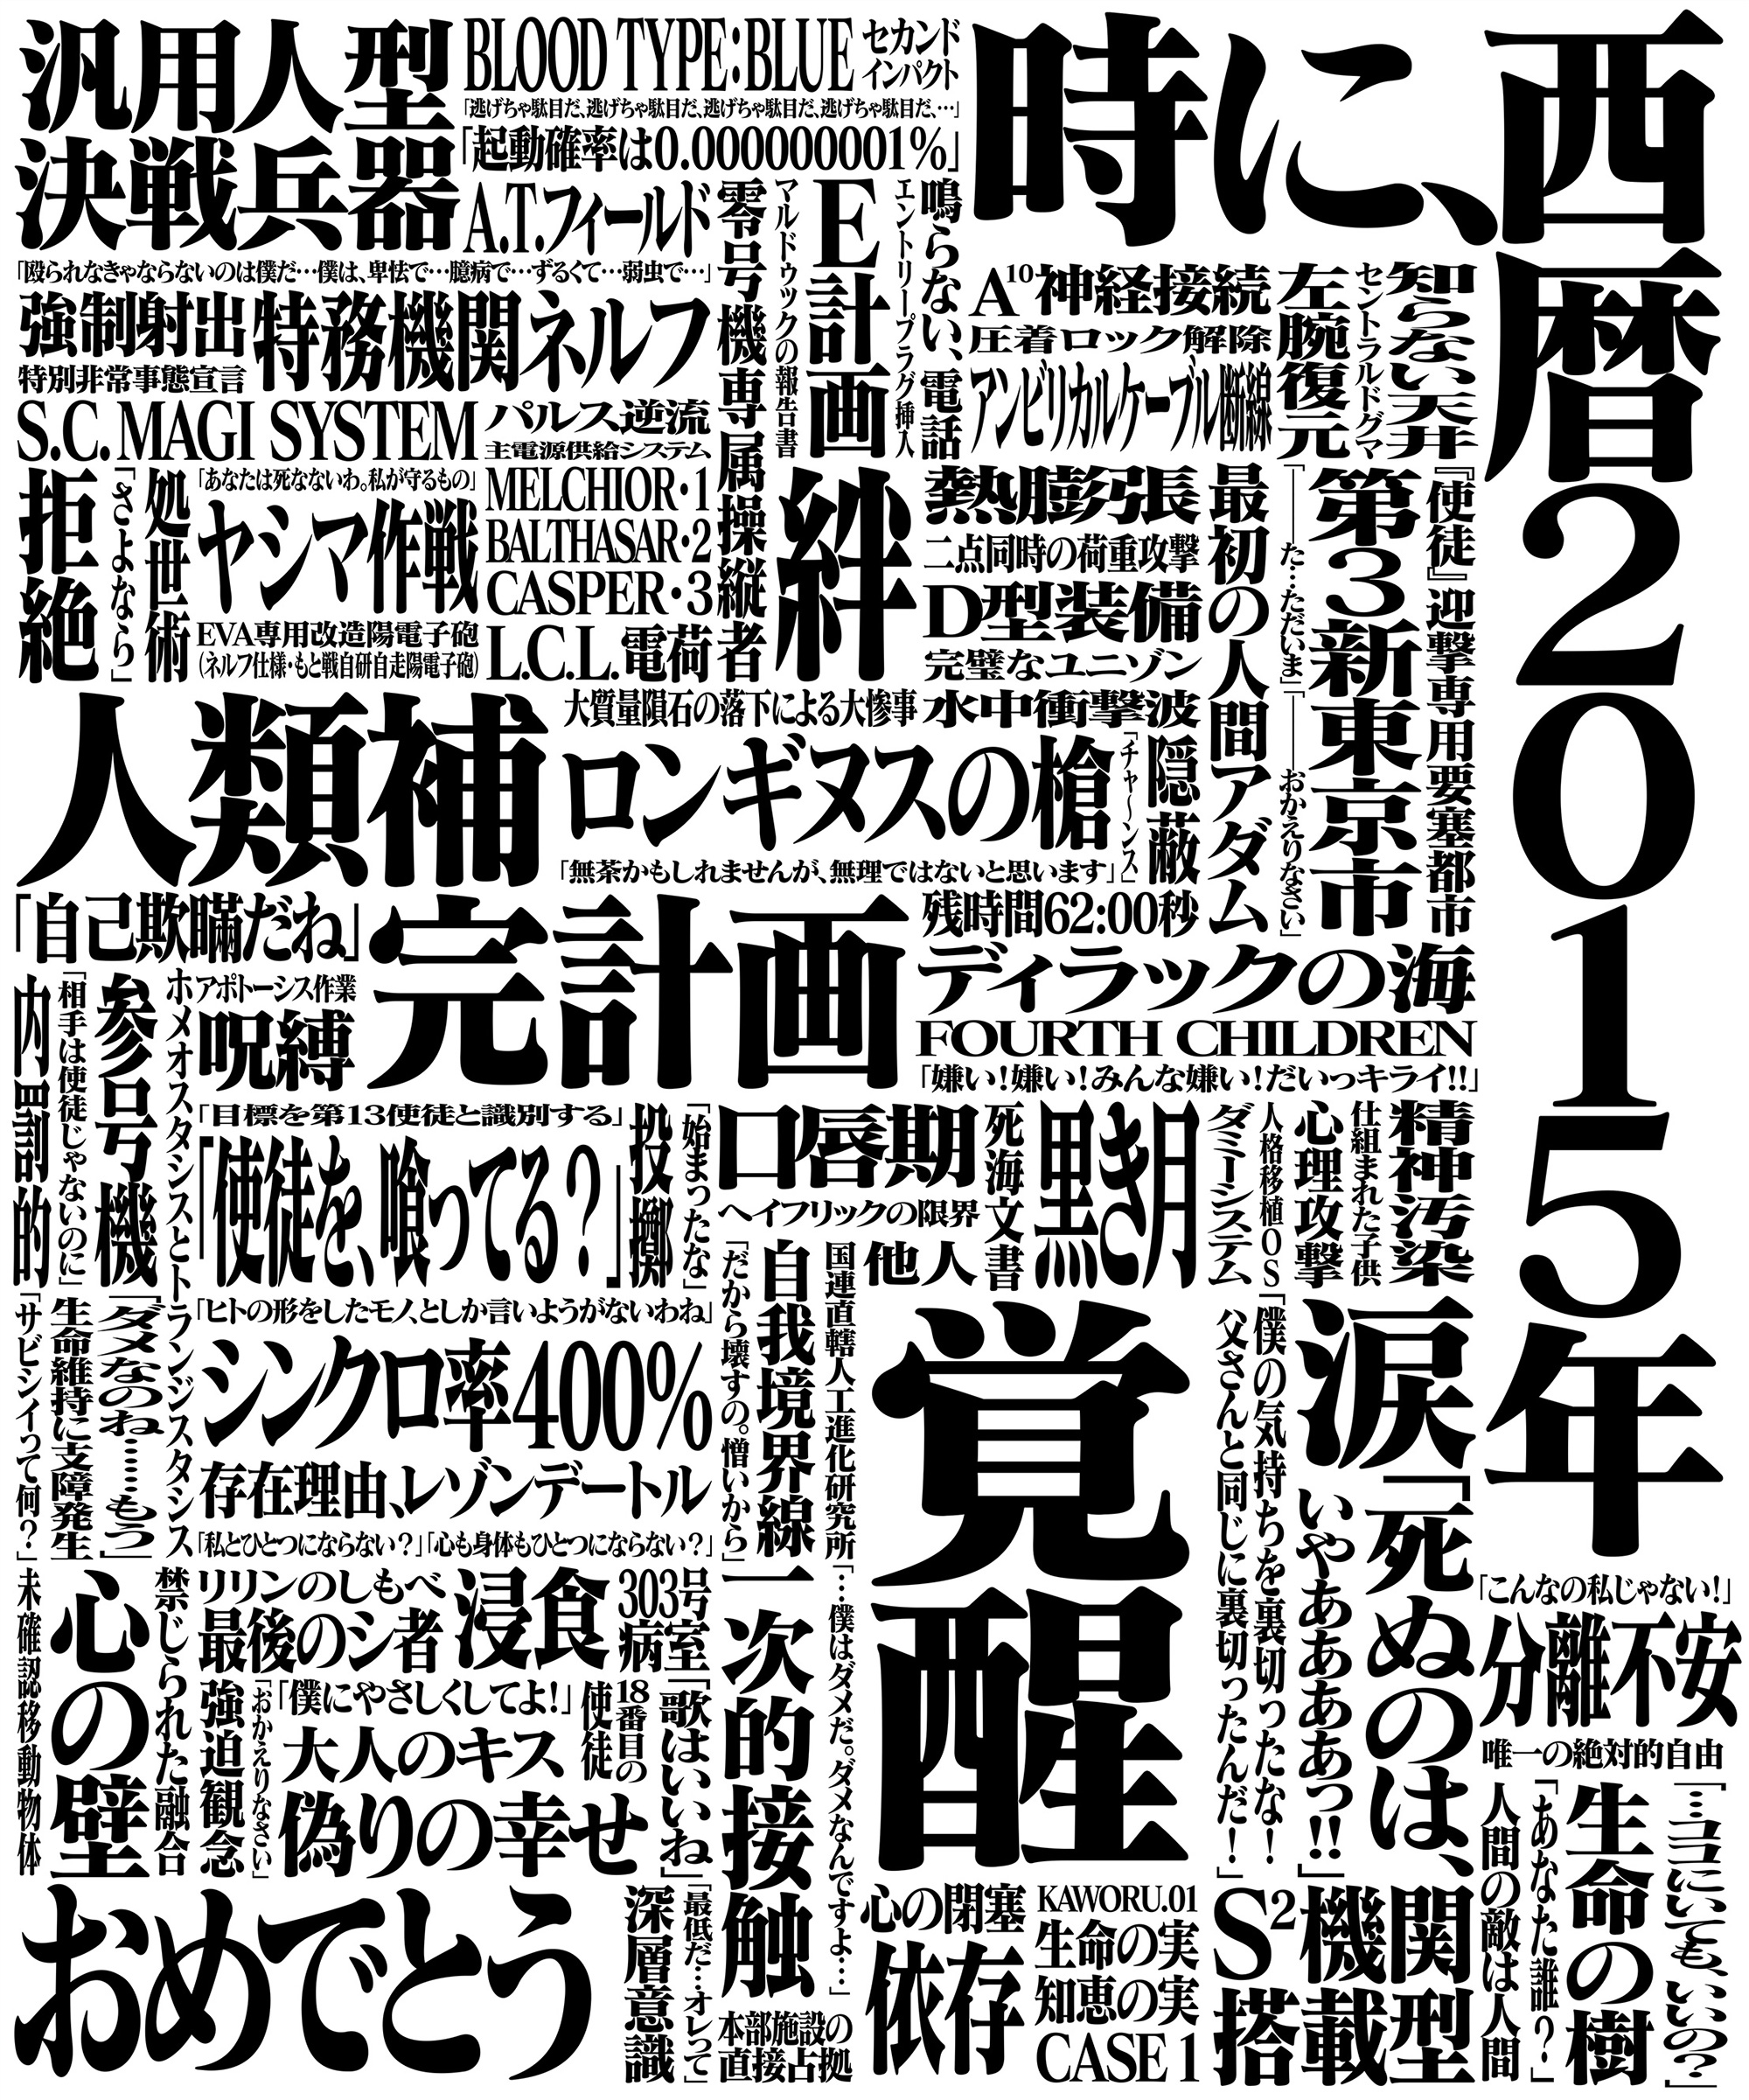 時に、西暦2015年
汎用人型
決戦兵器
BLOOD TYPE:BLUE
セカンド
インパクト
「逃げちゃ駄目だ、逃げちゃ駄目だ、逃げちゃ駄目だ、逃げちゃ駄目だ、…」
「起動確率は0.000000001%」
A.T.フィールド
零号機専属操縦者
マルドゥックの報告書
E計画
エントリープラグ挿入
鳴らない、電話
「殴られなきゃならないのは僕だ…僕は、卑怯で…臆病で…ずるくて…弱虫で…」
強制射出
特別非常事態宣言
特務機関ネルフ
S.C.MAGI SYSTEM
パルス逆流
主電源供給システム
A10神経接続
圧着ロック解除
アンビリカルケーブル断線
左腕復元
セントラルドグマ
知らない天井
拒絶
「さよなら」
処世術
「あなたは死なないわ。私が守るもの」
ヤシマ作戦
EVA専用改造陽電子砲
(ネルフ仕様・もと戦自研自走陽電子砲)
MELCHIOR・1
BALTHASAR・2
CASPER・3
L.C.L.電荷
絆
熱膨張
二点同時の荷重攻撃
D型装備
完璧なユニゾン
水中衝撃波
最初の人間アダム
――た…ただいま」「――おかえりなさい」
第3新東京市
『使徒』迎撃専用要塞都市
人類補
完計画
大質量隕石の落下による大惨事
ロンギヌスの槍
「チャ〜ンス」
隠蔽
「無茶かもしれませんが、無理ではないと思います」
残時間62:00秒
「自己欺瞞だね」
ディラックの海
FOURTH CHILDREN
「嫌い!嫌い!みんな嫌い!だいっキライ!!」
内罰的
「相手は使徒じゃないのに」
参号機
ホメオスタシスとトランジスタシス
アポトーシス作業
呪縛
「目標を第13使徒と識別する」
「使徒を、喰ってる?」
投擲
「始まったな」
口唇期
ヘイフリックの限界
死海文書
黒き月
ダミーシステム
人格移植OS
心理攻撃
仕組まれた子供
精神汚染
「サビシイって何?」
生命維持に支障発生
「ダメなのね……もう」
「ヒトの形をしたモノ、としか言いようがないわね」
シンクロ率400%
存在理由、レゾンデートル
「私とひとつにならない?」「心も身体もひとつにならない?」
「だから壊すの。憎いから」
自我境界線
国連直轄人工進化研究所
他人
覚醒
「僕の気持ちを裏切ったな!
父さんと同じに裏切ったんだ!」
涙
「死ぬのは、
いやああああっ!!」
「こんなの私じゃない!」
分離不安
唯一の絶対的自由
未確認移動物体
心の壁
禁じられた融合
リリンのしもべ
最後のシ者
浸食
303号
病室
強迫観念
「おかえりなさい」
「僕にやさしくしてよ!」
大人のキス
偽りの幸せ
18番目の
使徒
「歌はいいね」
一次的接触
「…僕はダメだ。ダメなんですよ…」
人間の敵は人間
「あなた誰?」
生命の樹
「…ココにいても、いいの?」
おめでとう
深層意識
「最低だ…オレって」
本部施設の
直接占拠
心の閉塞
依存
KAWORU.01
生命の実
知恵の実
CASE 1
S2機関
搭載型